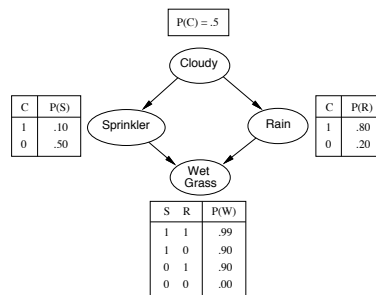 P(C) = .5
Cloudy
C P(S)
1 .10
0 .50
Sprinkler
Rain
C P(R)
1 .80
0 .20
Wet
Grass
S R P(W)
1 1 .99
1 0 .90
0 1 .90
0 0 .00